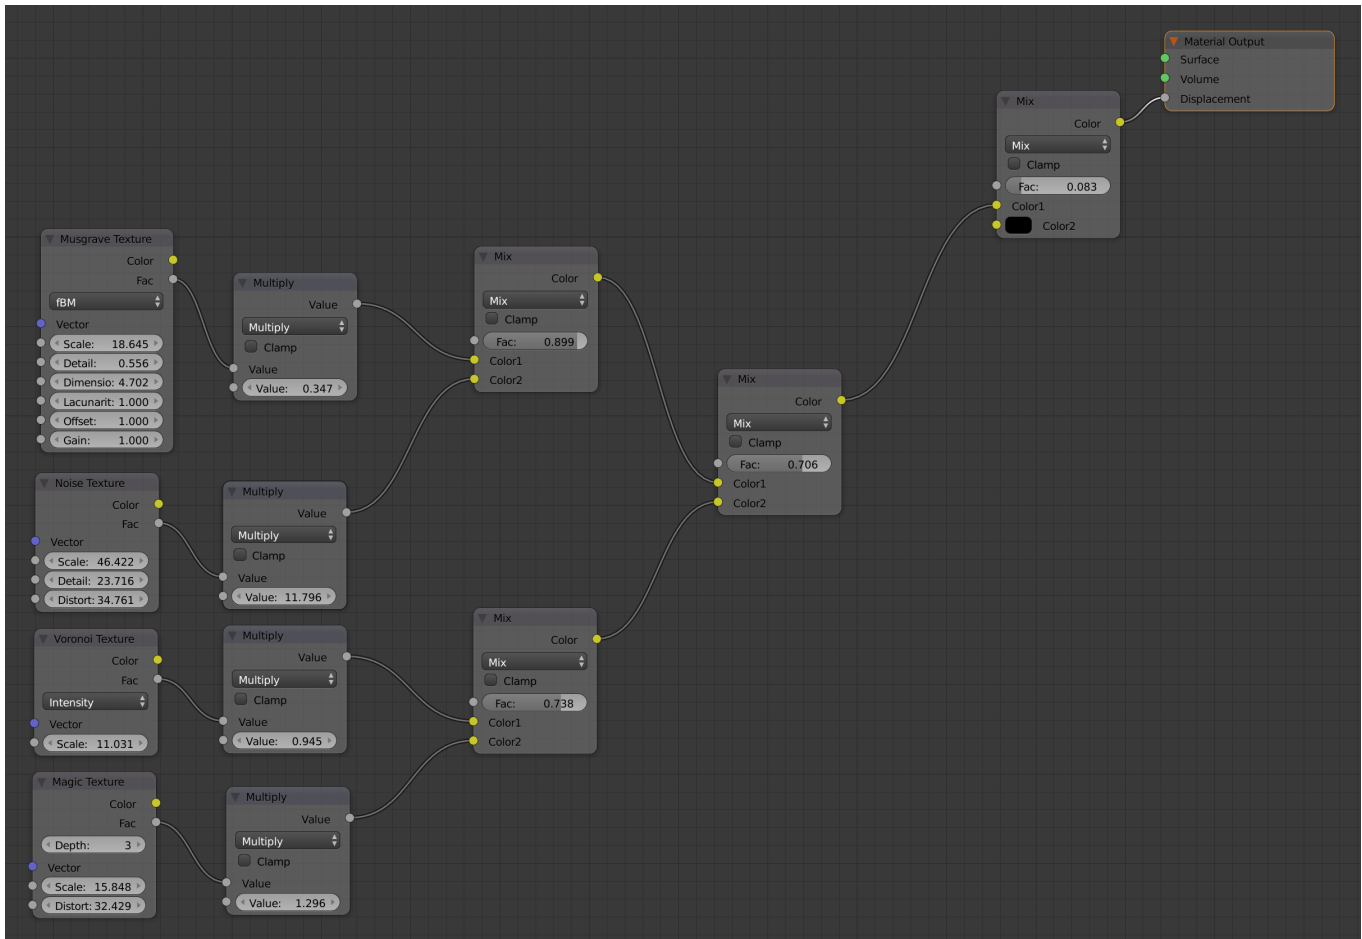 Material Output
Surface
Volume
Displacement
Mix
Color
Mix
Clamp
Fac: 0.083
Color1
Color2
Musgrave Texture
Color
Fac
fBM
Vector
Scale: 18.645
Detail: 0.556
Dimensio: 4.702
Lacunarit: 1.000
Offset: 1.000
Gain: 1.000
Multiply
Value
Multiply
Clamp
Value
Value: 0.347
Mix
Color
Mix
Clamp
Fac: 0.899
Color1
Color2
Mix
Color
Mix
Clamp
Fac: 0.706
Color1
Color2
Noise Texture
Color
Fac
Vector
Scale: 46.422
Detail: 23.716
Distort: 34.761
Multiply
Value
Multiply
Clamp
Value
Value: 11.796
Voronoi Texture
Color
Fac
Intensity
Vector
Scale: 11.031
Multiply
Value
Multiply
Clamp
Value
Value: 0.945
Mix
Color
Mix
Clamp
Fac: 0.738
Color1
Color2
Magic Texture
Color
Fac
Depth: 3
Vector
Scale: 15.848
Distort: 32.429
Multiply
Value
Multiply
Clamp
Value
Value: 1.296